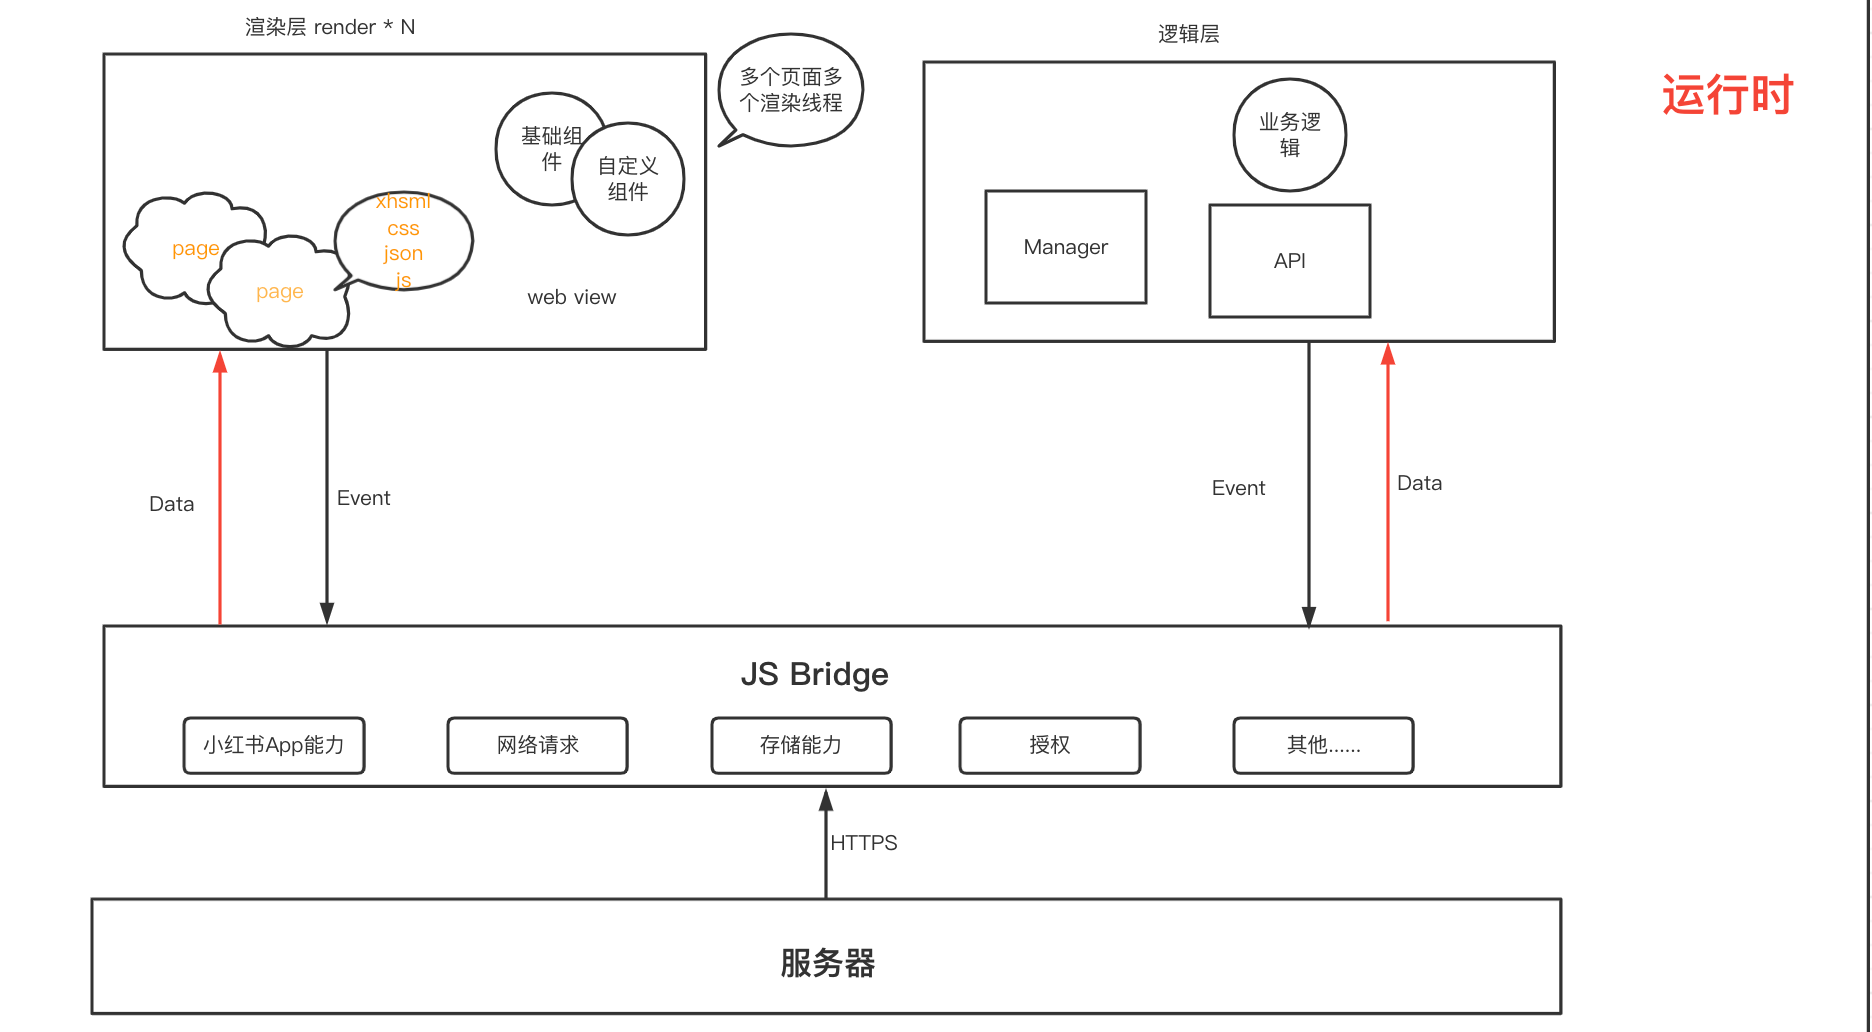 渲染层 render * N
逻辑层
运行时
多个页面多
个渲染线程
基础组
件
自定义
组件
xhsml
css
json
js
page
page
web view
业务逻
辑
Manager
API
Data
Event
Event
Data
JS Bridge
小红书App能力
网络请求
存储能力
授权
其他......
HTTPS
服务器